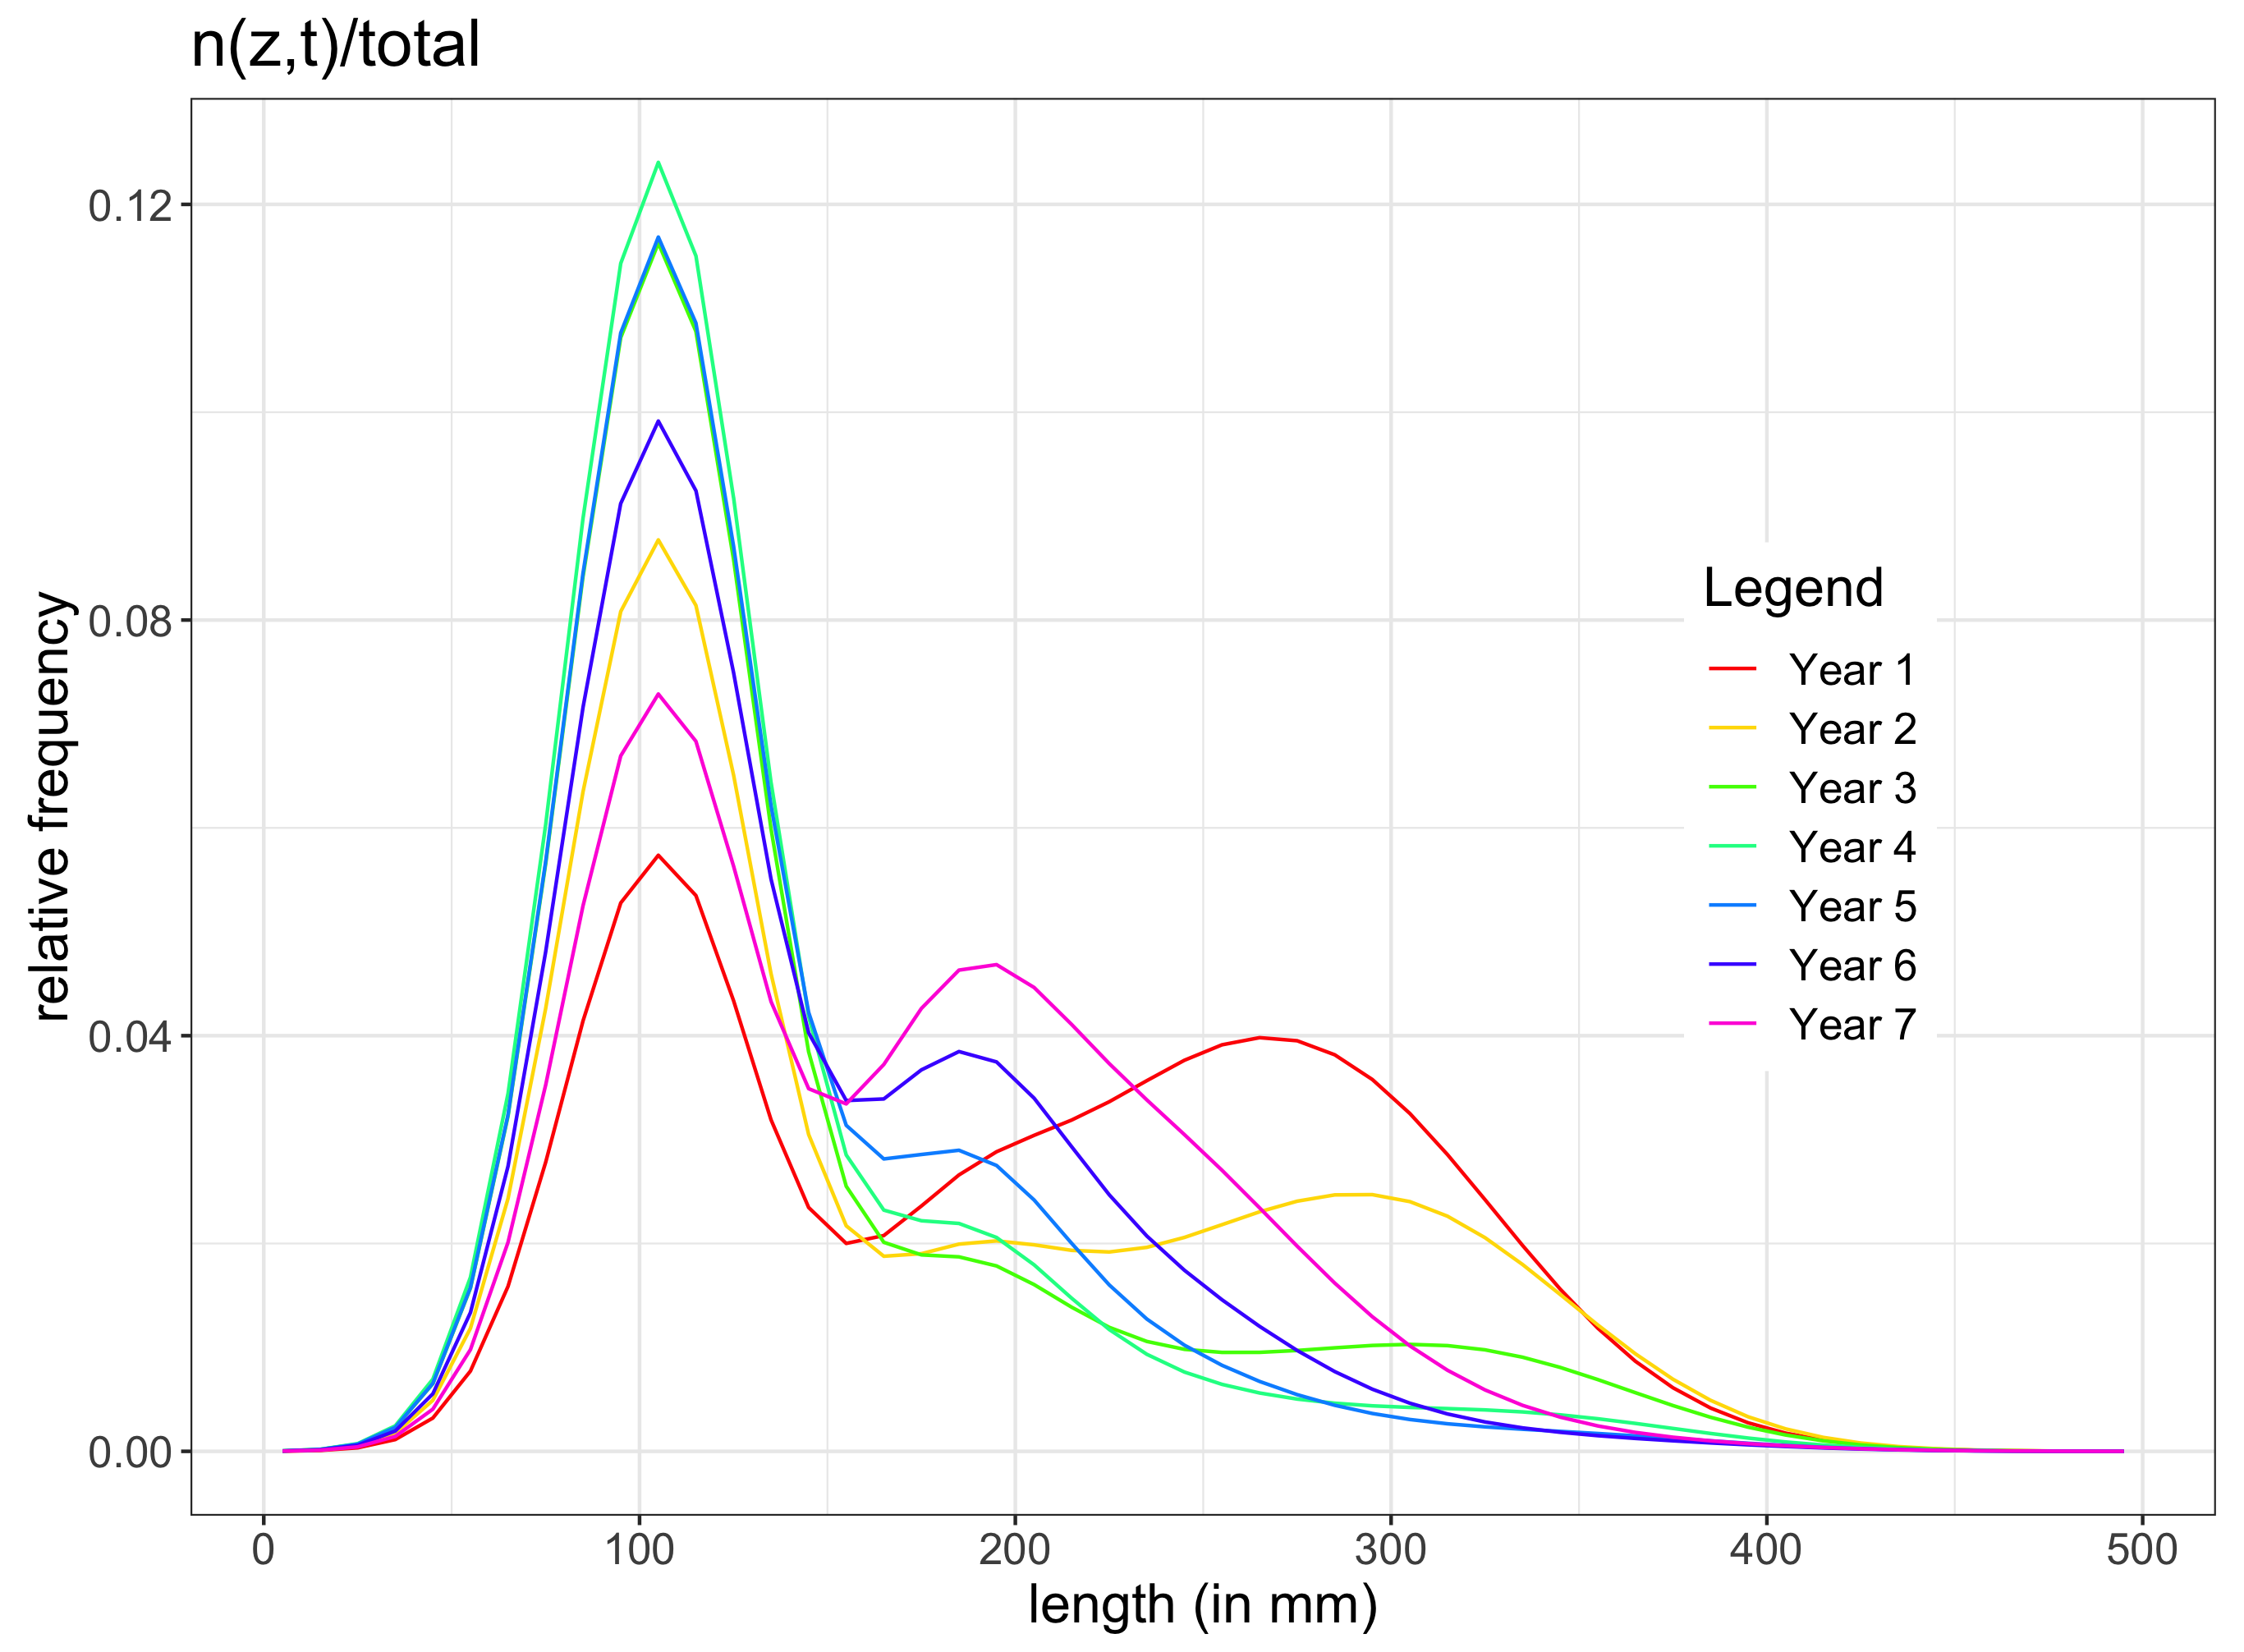 n(z,t)/total
relative frequency
0.12
0.08
0.04
0.00
0 100 200 300 400 500
length (in mm)
Legend
Year 1
Year 2
Year 3
Year 4
Year 5
Year 6
Year 7